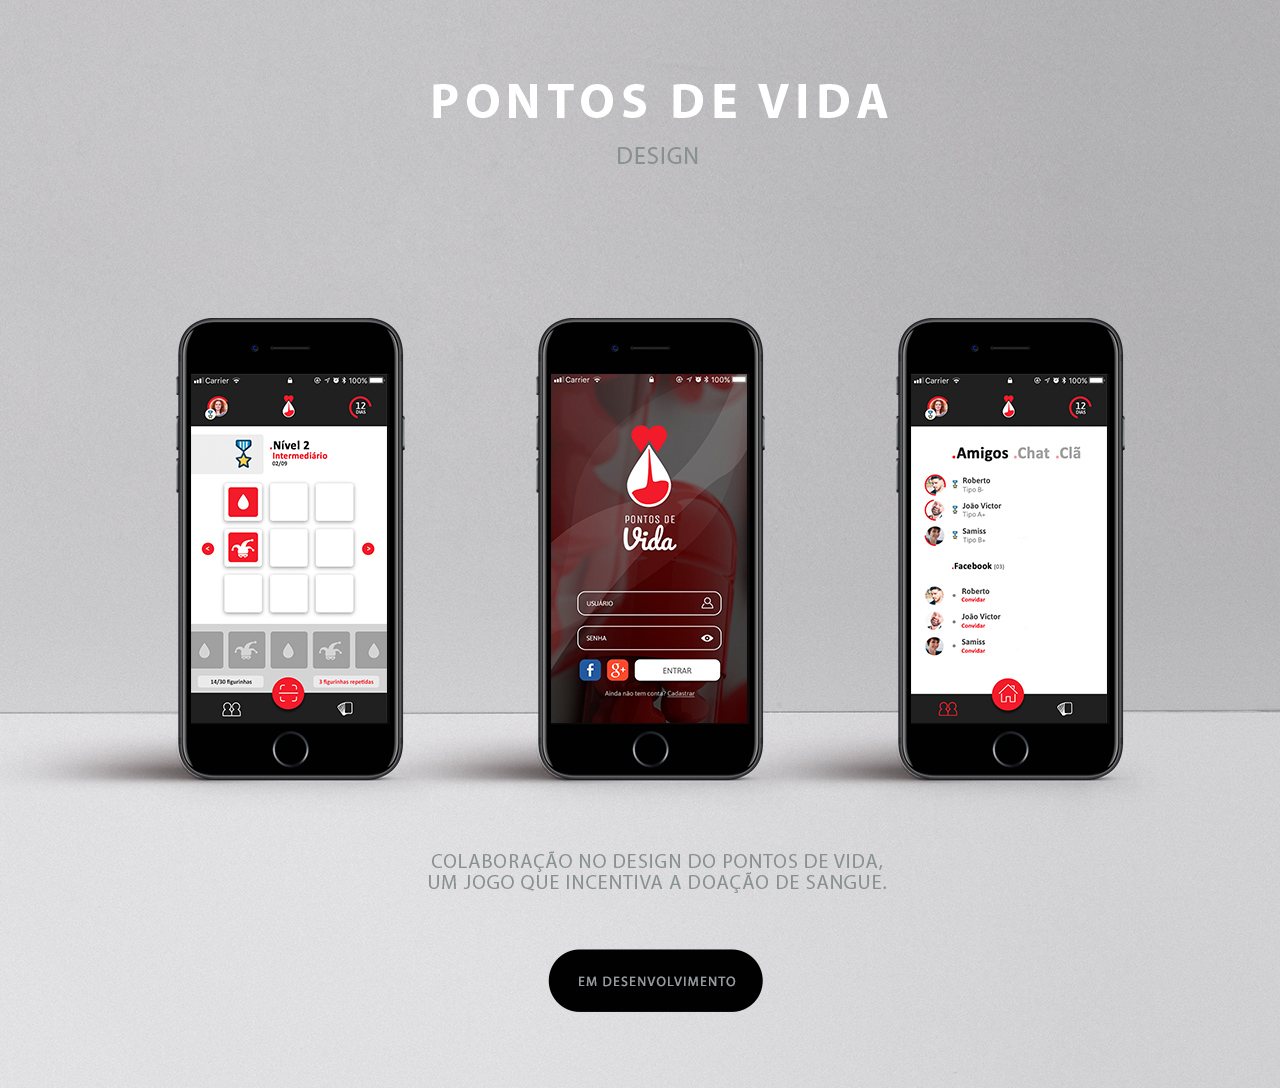 PONTOS DE VIDA
DESIGN
Carrier
100%
12
DIAS
.Nível 2
Intermediário
02/09
<
>
14/30 figurinhas
3 figurinhas repetidas
Carrier
100%
PONTOS DE
Vida
USUÁRIO
SENHA
f
g+
ENTRAR
Ainda não tem conta? Cadastrar
Carrier
100%
12
DIAS
.Amigos .Chat .Clã
Roberto
Tipo B-
João Victor
Tipo A+
Samiss
Tipo B+
.Facebook (03)
+ Roberto
Convidar
+ João Victor
Convidar
+ Samiss
Convidar
COLABORAÇÃO NO DESIGN DO PONTOS DE VIDA,
UM JOGO QUE INCENTIVA A DOAÇÃO DE SANGUE.
EM DESENVOLVIMENTO